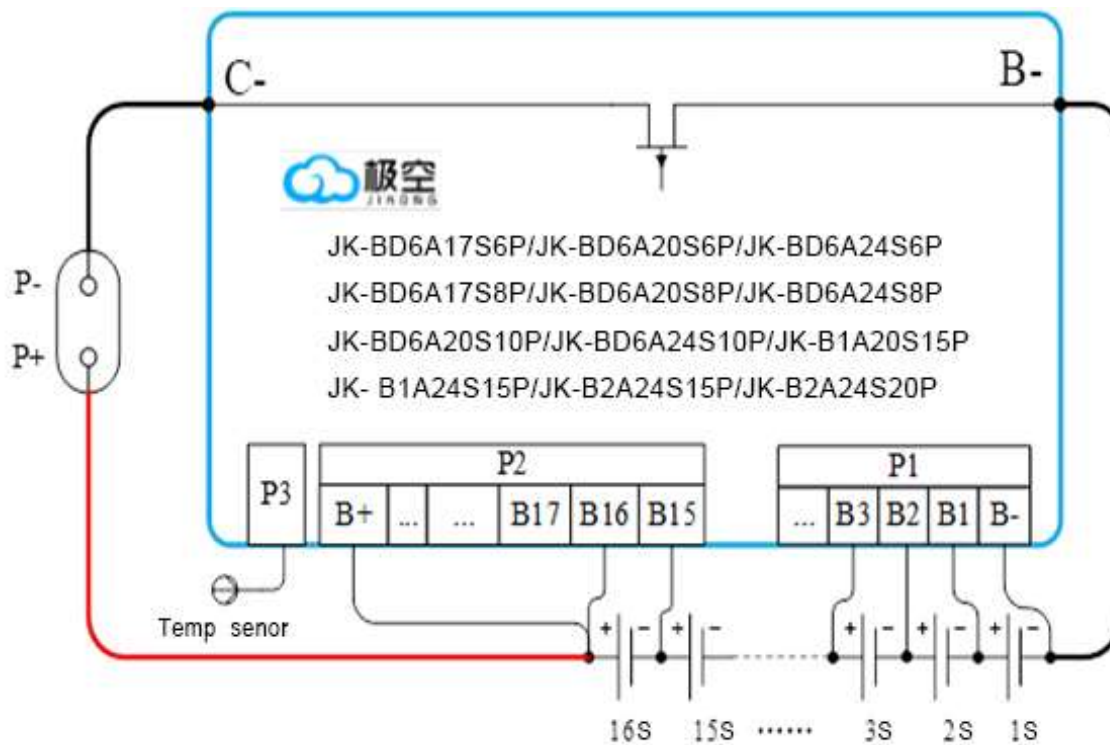 C-
B-
极空
JIKONG
JK-BD6A17S6P/JK-BD6A20S6P/JK-BD6A24S6P
JK-BD6A17S8P/JK-BD6A20S8P/JK-BD6A24S8P
JK-BD6A20S10P/JK-BD6A24S10P/JK-B1A20S15P
JK- B1A24S15P/JK-B2A24S15P/JK-B2A24S20P
P-
P+
P3
P2
P1
B+ ... ... B17 B16 B15
... B3 B2 B1 B-
Temp senor
+ - + - + - + - + -
16S 15S ...... 3S 2S 1S